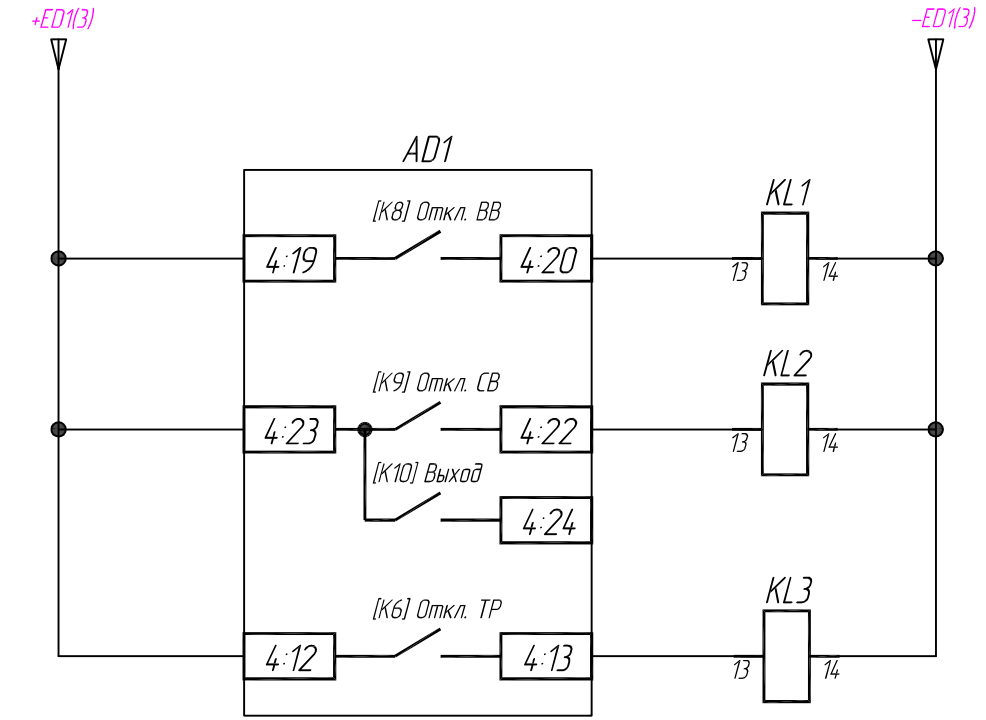 +ED1(3)
-ED1(3)
AD1
[K8] Откл. ВВ
KL1
4:19
4:20
13
14
[K9] Откл. СВ
KL2
4:23
4:22
13
14
[K10] Выход
4:24
[K6] Откл. ТР
KL3
4:12
4:13
13
14